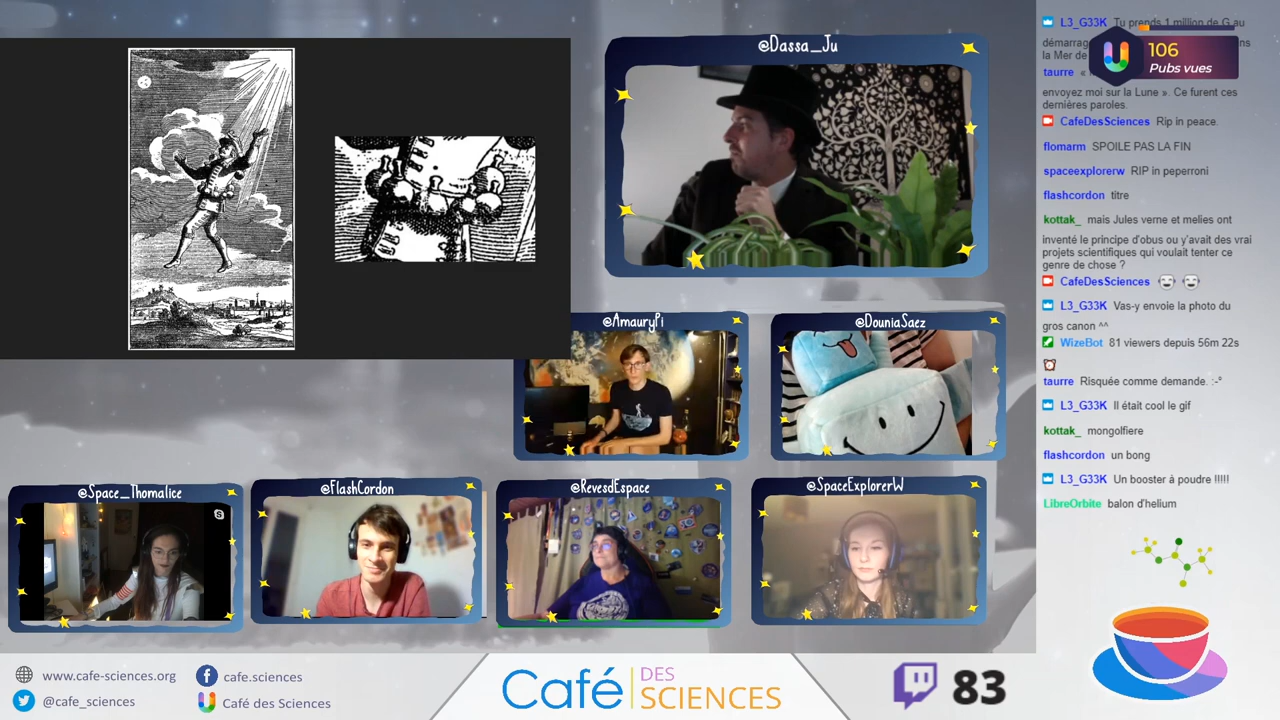 @Dassa_Ju
@AmauryPi
@DouniaSaez
@Space_Thomalice
@FlashCordon
@RevesdEspace
@SpaceExplorerW
L3_G33K Tu prends 1 million de G au
démarrag
la Mer de
106
Pubs vues
taurre «
envoyez moi sur la Lune ». Ce furent ces
dernières paroles.
CafeDesSciences Rip in peace.
flomarm SPOILE PAS LA FIN
spaceexplorerw RIP in peperroni
flashcordon titre
kottak_ mais Jules verne et melies ont
inventé le principe d'obus ou y'avait des vrai
projets scientifiques qui voulait tenter ce
genre de chose ?
CafeDesSciences
L3_G33K Vas-y envoie la photo du
gros canon ^^
WizeBot 81 viewers depuis 56m 22s
taurre Risquée comme demande. :-°
L3_G33K Il était cool le gif
kottak_ mongolfiere
flashcordon un bong
L3_G33K Un booster à poudre !!!!!
LibreOrbite balon d'helium
www.cafe-sciences.org
cafe.sciences
@cafe_sciences
Café des Sciences
Café DES
SCIENCES
83